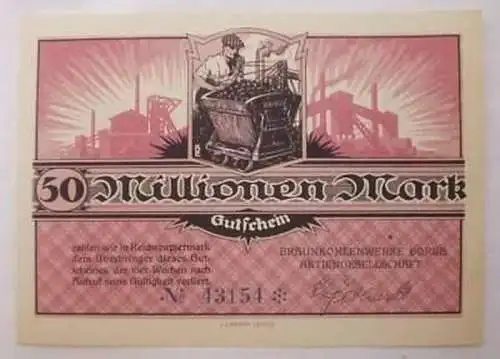 50 Millionen Mark
Gutschein
zahlen wir in Reichspapiermark
dem Überbringer dieses Gut-
scheines der vier Wochen nach
Aufruf seine Gültigkeit verliert.
BRAUNKOHLENWERKE BORNA
AKTIENGESELLSCHAFT
№ 43154